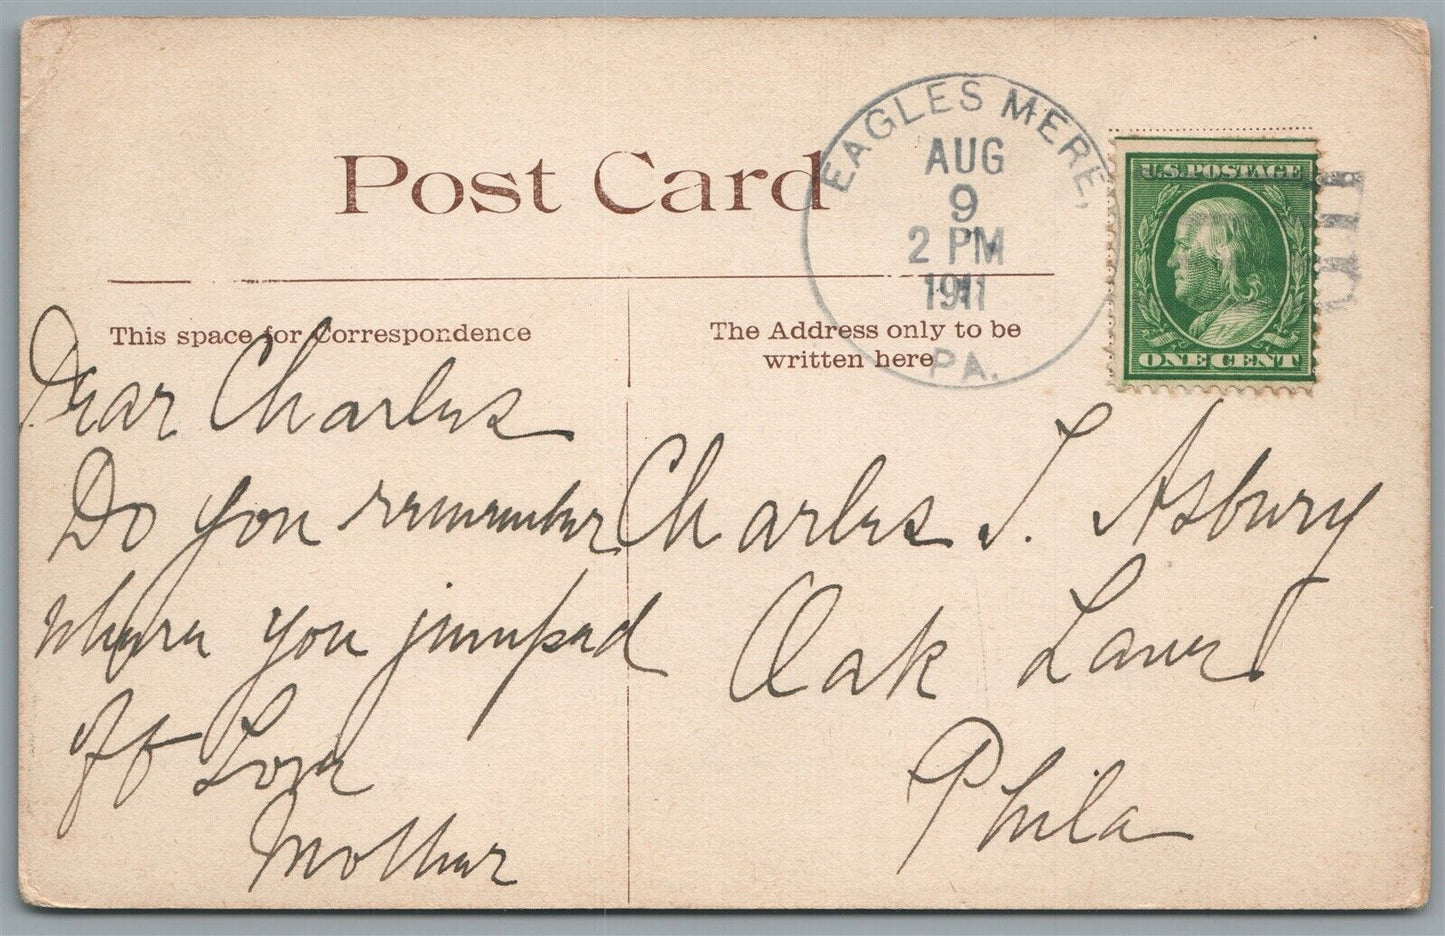 Post Card
EAGLES MERE,
AUG
9
2 PM
1911
PA.
U.S. POSTAGE
ONE CENT
This space for Correspondence
The Address only to be
written here
Dear Charles
Do you remember
where you jumped
off Love
Mother
Charles T. Asbury
Oak Lane
Phila